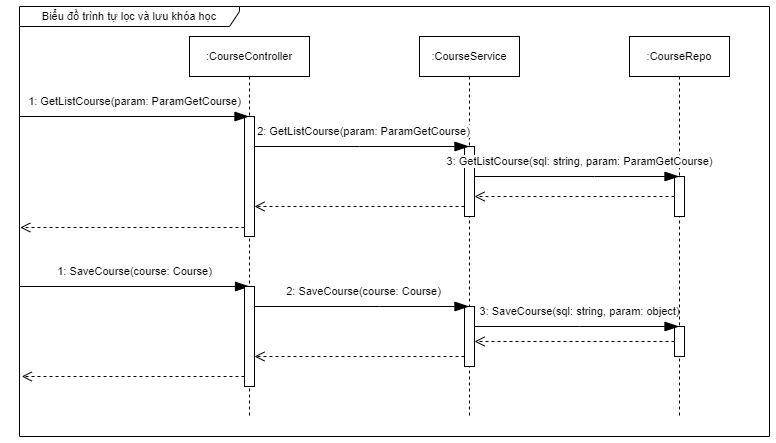 Biểu đồ trình tự lọc và lưu khóa học
:CourseController
:CourseService
:CourseRepo
1: GetListCourse(param: ParamGetCourse)
2: GetListCourse(param: ParamGetCourse)
3: GetListCourse(sql: string, param: ParamGetCourse)
1: SaveCourse(course: Course)
2: SaveCourse(course: Course)
3: SaveCourse(sql: string, param: object)